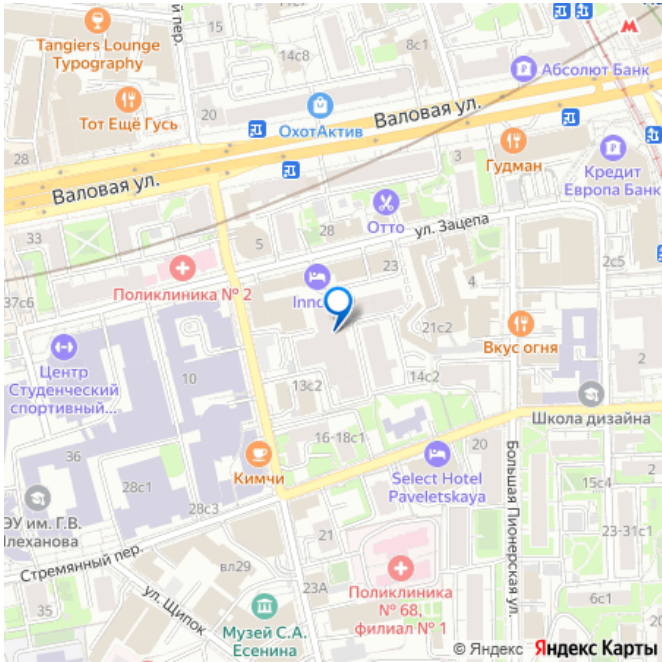 Tangiers Lounge
Typography
й пер.
14с8
8с1
М
Абсолют Банк
Тот Ещё Гусь
20
ОхотАктив
Валовая ул.
28
Гудман
3
Кредит
Европа Банк
Валовая ул.
Отто
ул. Зацепа
33
5
28
2с5
Поликлиника № 2
23
4
37с6
Inno
21с2
Вкус огня
Центр
Студенческий
спортивный...
10
2
13с2
14с2
Школа дизайна
36
16-18с1
20
Кимчи
Select Hotel
Paveletskaya
Большая Пионерская ул.
28с1
15с4
2
28с3
ЭУ им. Г.В.
Плеханова
21
23-31с1
Стремянный пер.
вл29
Поликлиника
№ 68,
филиал № 1
ул. Щипок
23А
35
6с1
Музей С.А.
Есенина
© Яндекс Яндекс Карты